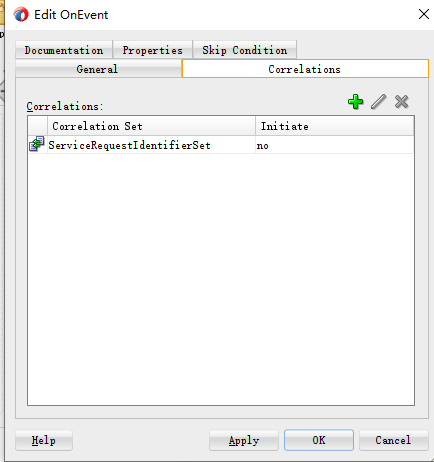 Edit OnEvent
Documentation Properties Skip Condition
General Correlations
Correlations:
Correlation Set Initiate
ServiceRequestIdentifierSet no
Help Apply OK Cancel